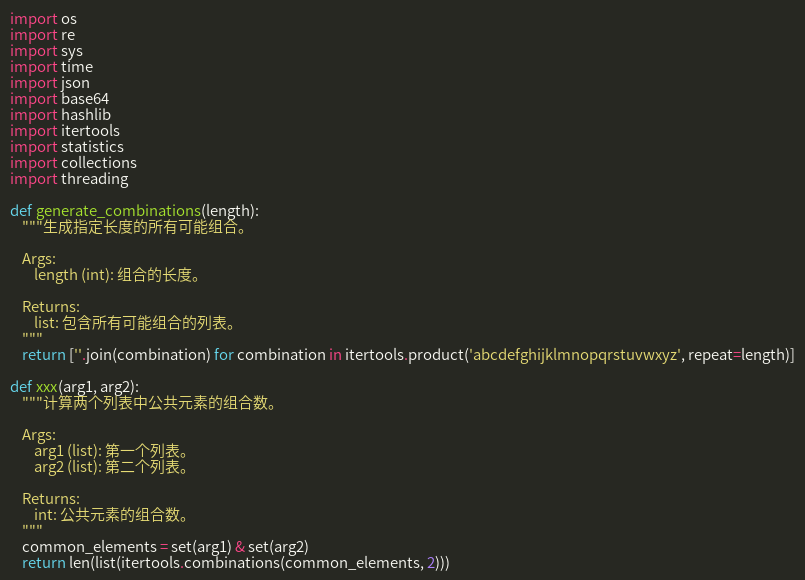 import os
import re
import sys
import time
import json
import base64
import hashlib
import itertools
import statistics
import collections
import threading
def generate_combinations(length):
"""生成指定长度的所有可能组合。
Args:
length (int): 组合的长度。
Returns:
list: 包含所有可能组合的列表。
"""
return [''.join(combination) for combination in itertools.product('abcdefghijklmnopqrstuvwxyz', repeat=length)]
def xxx(arg1, arg2):
"""计算两个列表中公共元素的组合数。
Args:
arg1 (list): 第一个列表。
arg2 (list): 第二个列表。
Returns:
int: 公共元素的组合数。
"""
common_elements = set(arg1) & set(arg2)
return len(list(itertools.combinations(common_elements, 2)))